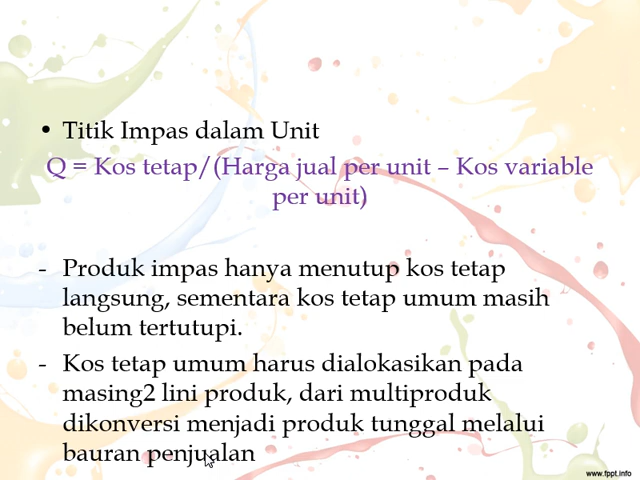 • Titik Impas dalam Unit
Q = Kos tetap/(Harga jual per unit – Kos variable
per unit)
- Produk impas hanya menutup kos tetap
langsung, sementara kos tetap umum masih
belum tertutupi.
- Kos tetap umum harus dialokasikan pada
masing2 lini produk, dari multiproduk
dikonversi menjadi produk tunggal melalui
bauran penjualan
www.fppt.info